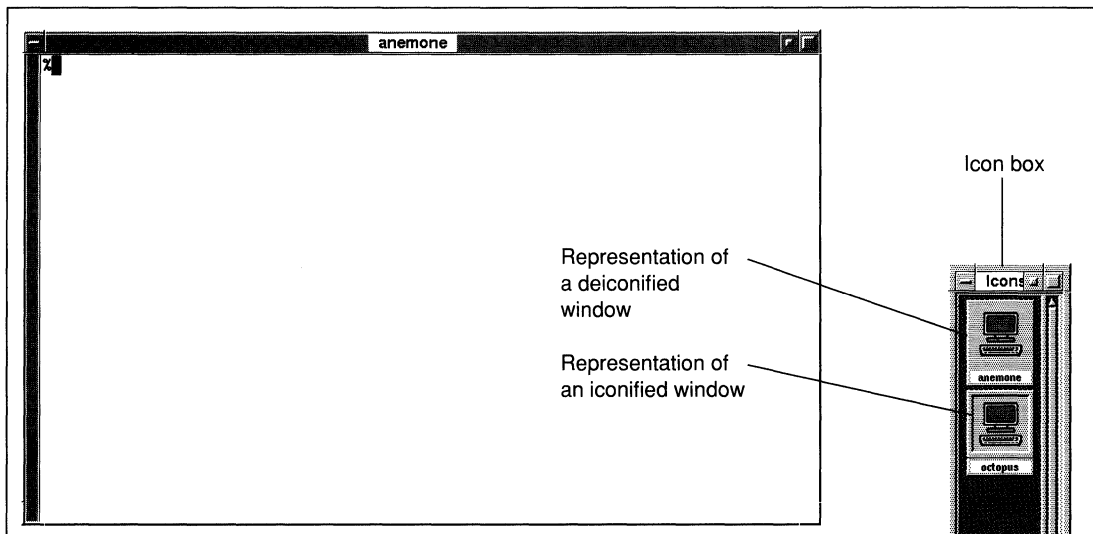 anemone
%
Icon box
Representation of
a deiconified
window
Icons
anemone
Representation of
an iconified window
octopus